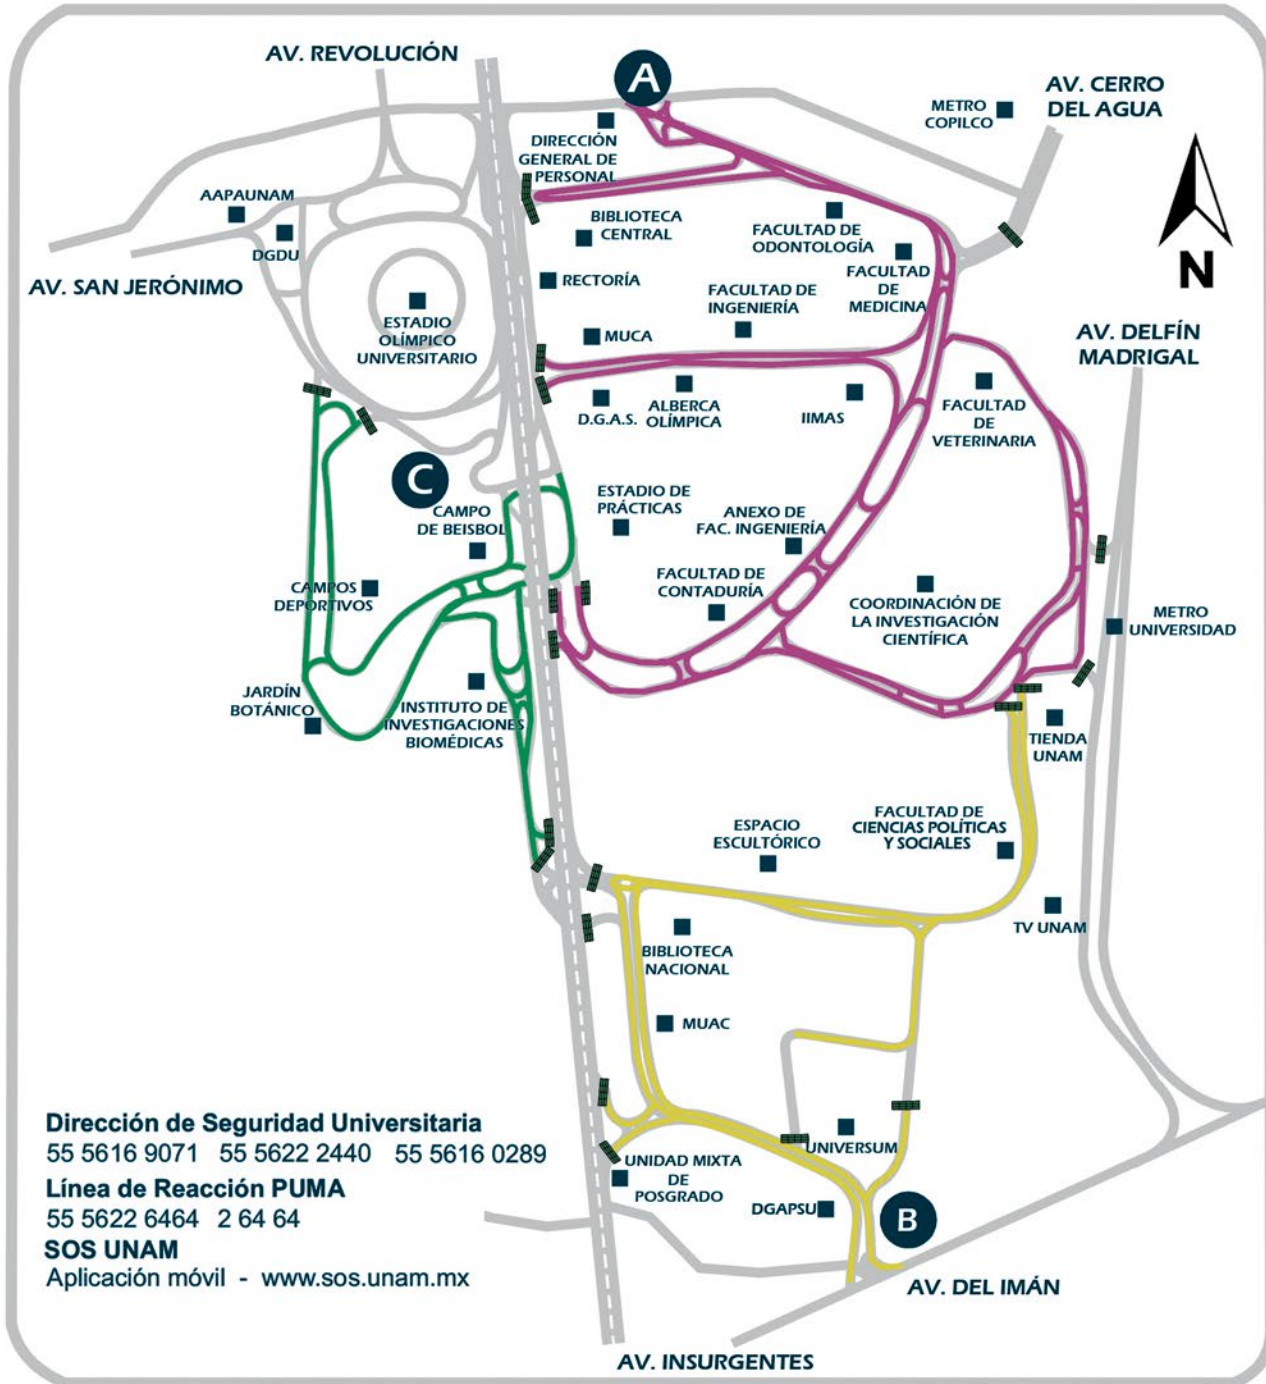 AV. REVOLUCIÓN
A
METRO
COPILCO
AV. CERRO
DEL AGUA
DIRECCIÓN
GENERAL DE
PERSONAL
AAPAUNAM
DGDU
BIBLIOTECA
CENTRAL
FACULTAD DE
ODONTOLOGÍA
FACULTAD
DE
MEDICINA
N
AV. SAN JERÓNIMO
RECTORÍA
FACULTAD DE
INGENIERÍA
ESTADIO
OLÍMPICO
UNIVERSITARIO
MUCA
AV. DELFÍN
MADRIGAL
D.G.A.S.
ALBERCA
OLÍMPICA
IIMAS
FACULTAD
DE
VETERINARIA
C
CAMPO
DE BEISBOL
ESTADIO DE
PRÁCTICAS
ANEXO DE
FAC. INGENIERÍA
CAMPOS
DEPORTIVOS
FACULTAD DE
CONTADURÍA
COORDINACIÓN DE
LA INVESTIGACIÓN
CIENTÍFICA
METRO
UNIVERSIDAD
JARDÍN
BOTÁNICO
INSTITUTO DE
INVESTIGACIONES
BIOMÉDICAS
TIENDA
UNAM
ESPACIO
ESCULTÓRICO
FACULTAD DE
CIENCIAS POLÍTICAS
Y SOCIALES
TV UNAM
BIBLIOTECA
NACIONAL
MUAC
UNIVERSUM
UNIDAD MIXTA
DE
POSGRADO
DGAPSU
B
Dirección de Seguridad Universitaria
55 5616 9071 55 5622 2440 55 5616 0289
Línea de Reacción PUMA
55 5622 6464 2 64 64
SOS UNAM
Aplicación móvil - www.sos.unam.mx
AV. DEL IMÁN
AV. INSURGENTES